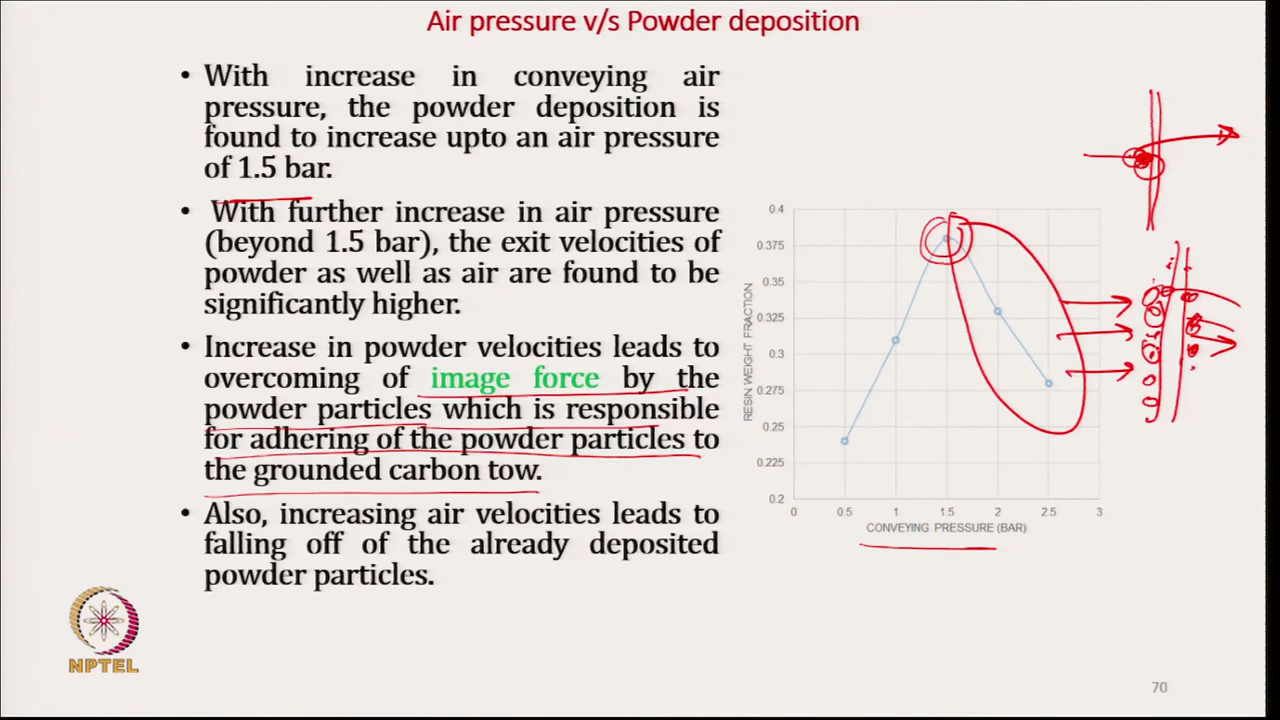 Air pressure v/s Powder deposition
• With increase in conveying air
pressure, the powder deposition is
found to increase upto an air pressure
of 1.5 bar.
• With further increase in air pressure
(beyond 1.5 bar), the exit velocities of
powder as well as air are found to be
significantly higher.
• Increase in powder velocities leads to
overcoming of image force by the
powder particles which is responsible
for adhering of the powder particles to
the grounded carbon tow.
• Also, increasing air velocities leads to
falling off of the already deposited
powder particles.
RESIN WEIGHT FRACTION
0.4
0.375
0.35
0.325
0.3
0.275
0.25
0.225
0.2
0 0.5 1 1.5 2 2.5 3
CONVEYING PRESSURE (BAR)
NPTEL
70